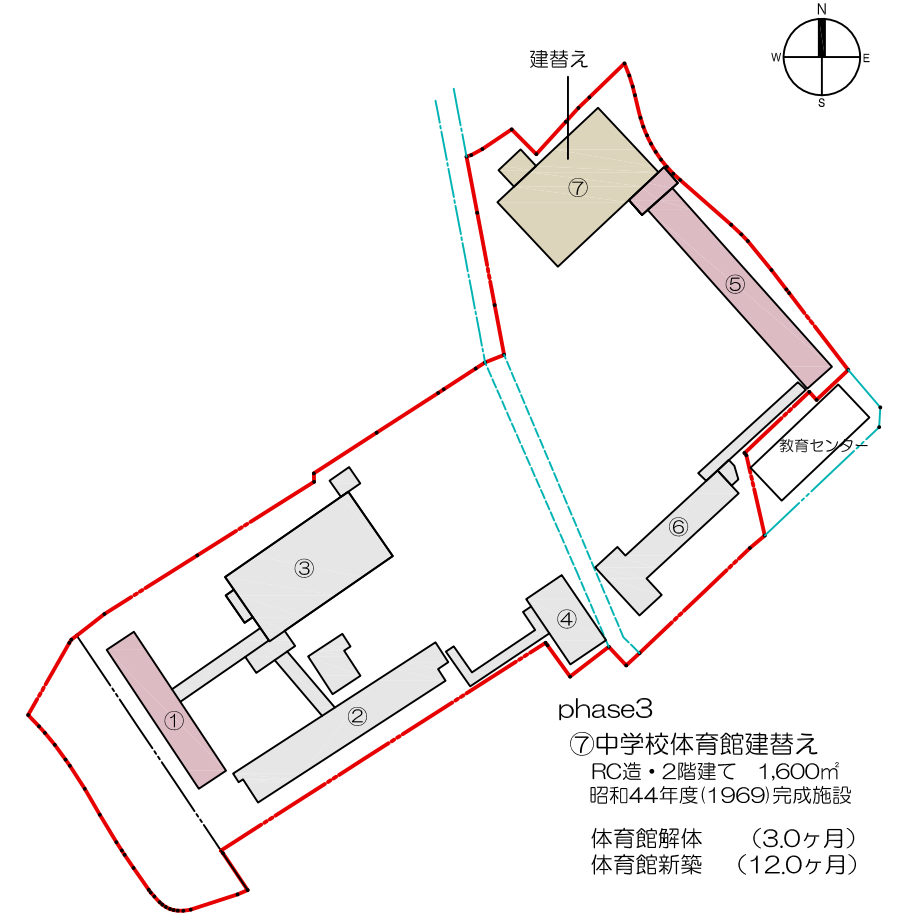 N
W E
S
建替え
⑦
⑤
教育センター
⑥
③
④
①
②
phase3
⑦中学校体育館建替え
RC造・2階建て 1,600㎡
昭和44年度(1969)完成施設
体育館解体 （3.0ヶ月）
体育館新築 （12.0ヶ月）